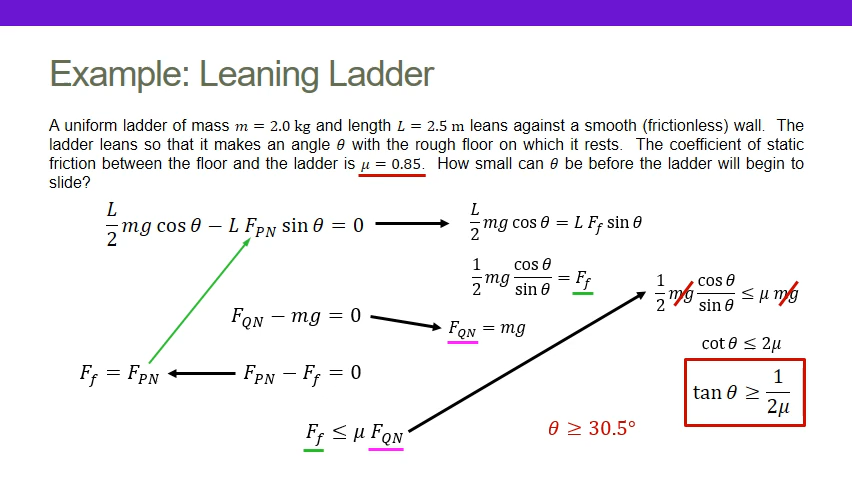 Example: Leaning Ladder
A uniform ladder of mass m = 2.0 kg and length L = 2.5 m leans against a smooth (frictionless) wall. The
ladder leans so that it makes an angle θ with the rough floor on which it rests. The coefficient of static
friction between the floor and the ladder is μ = 0.85. How small can θ be before the ladder will begin to
slide?
L/2 mg cos θ − L F_PN sin θ = 0
L/2 mg cos θ = L F_f sin θ
1/2 mg cos θ/sin θ = F_f
1/2 mg cos θ/sin θ ≤ μ mg
F_QN − mg = 0
F_QN = mg
cot θ ≤ 2μ
F_f = F_PN
F_PN − F_f = 0
tan θ ≥ 1/2μ
F_f ≤ μ F_QN
θ ≥ 30.5°